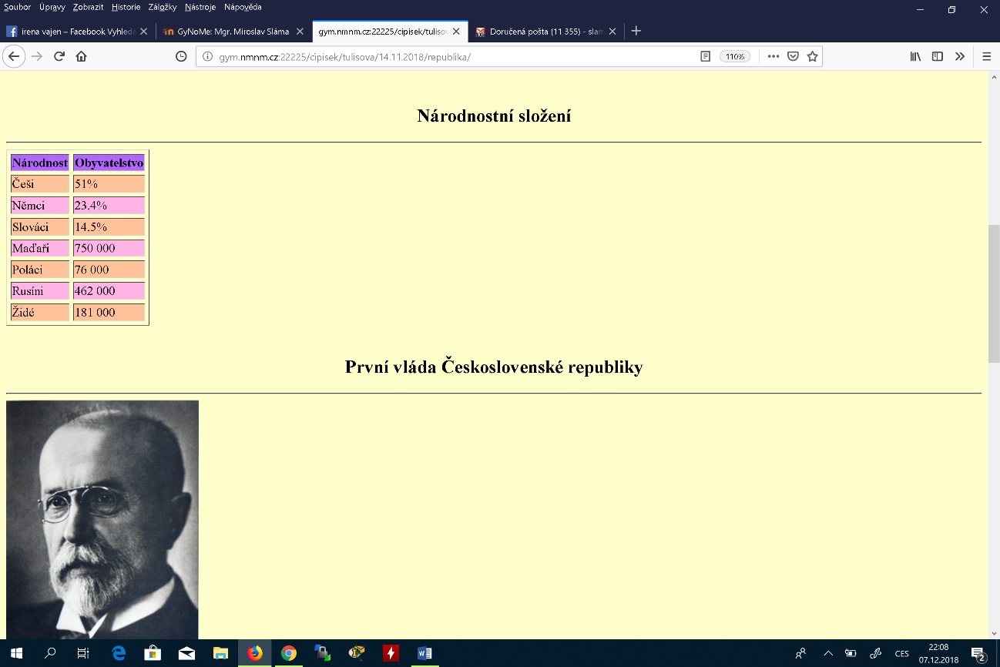 Soubor Úpravy Zobrazit Historie Záložky Nástroje Nápověda
irena vajen – Facebook Vyhledá GyNoMe: Mgr. Miroslav Sláma gym.nmnm.cz:22225/cipisek/tulisov Doručená pošta (11 355) - slam
gym.nmnm.cz:22225/cipisek/tulisova/14.11.2018/republika/ 110%
Národnostní složení
Národnost Obyvatelstvo
Češi 51%
Němci 23.4%
Slováci 14.5%
Maďaři 750 000
Poláci 76 000
Rusíni 462 000
Židé 181 000
První vláda Československé republiky
22:08
CES
07.12.2018
2